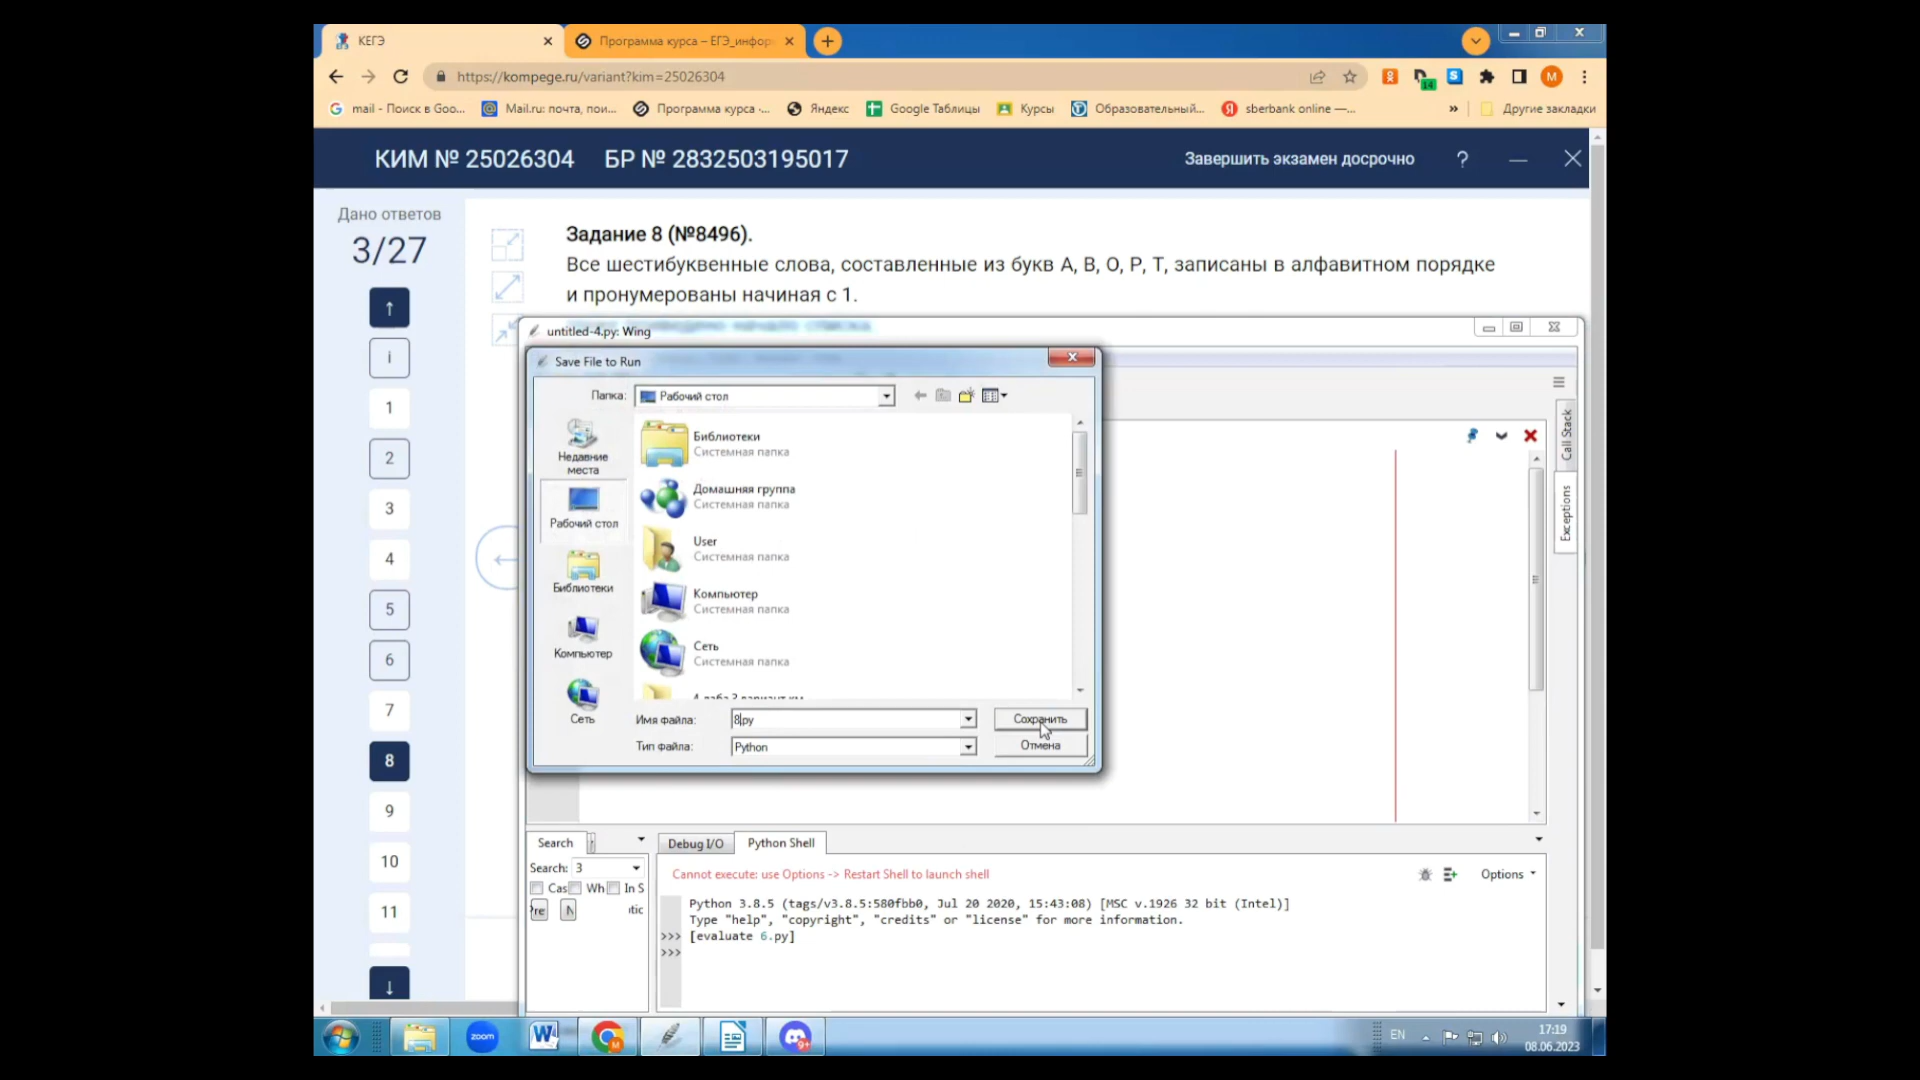 КЕГЭ
Программа курса – ЕГЭ_инфор
https://kompege.ru/variant?kim=25026304
14
M
mail - Поиск в Goo...
Mail.ru: почта, пои...
Программа курса -...
Яндекс
Google Таблицы
Курсы
Образовательный...
sberbank online —...
»
Другие закладки
КИМ № 25026304
БР № 2832503195017
Завершить экзамен досрочно
?
Дано ответов
3/27
i
1
2
3
4
5
6
7
8
9
10
11
Задание 8 (№8496).
Все шестибуквенные слова, составленные из букв А, В, О, Р, Т, записаны в алфавитном порядке
и пронумерованы начиная с 1.
untitled-4.py: Wing
Save File to Run
Папка:
Рабочий стол
Недавние
места
Рабочий стол
Библиотеки
Компьютер
Сеть
Библиотеки
Системная папка
Домашняя группа
Системная папка
User
Системная папка
Компьютер
Системная папка
Сеть
Системная папка
Имя файла:
8.py
Сохранить
Тип файла:
Python
Отмена
Call Stack
Exceptions
Search
Search: 3
Cas
Wh
In S
Debug I/O
Python Shell
Cannot execute: use Options -> Restart Shell to launch shell
Options
Python 3.8.5 (tags/v3.8.5:580fbb0, Jul 20 2020, 15:43:08) [MSC v.1926 32 bit (Intel)]
Type "help", "copyright", "credits" or "license" for more information.
>>> [evaluate 6.py]
>>>
zoom
EN
17:19
08.06.2023